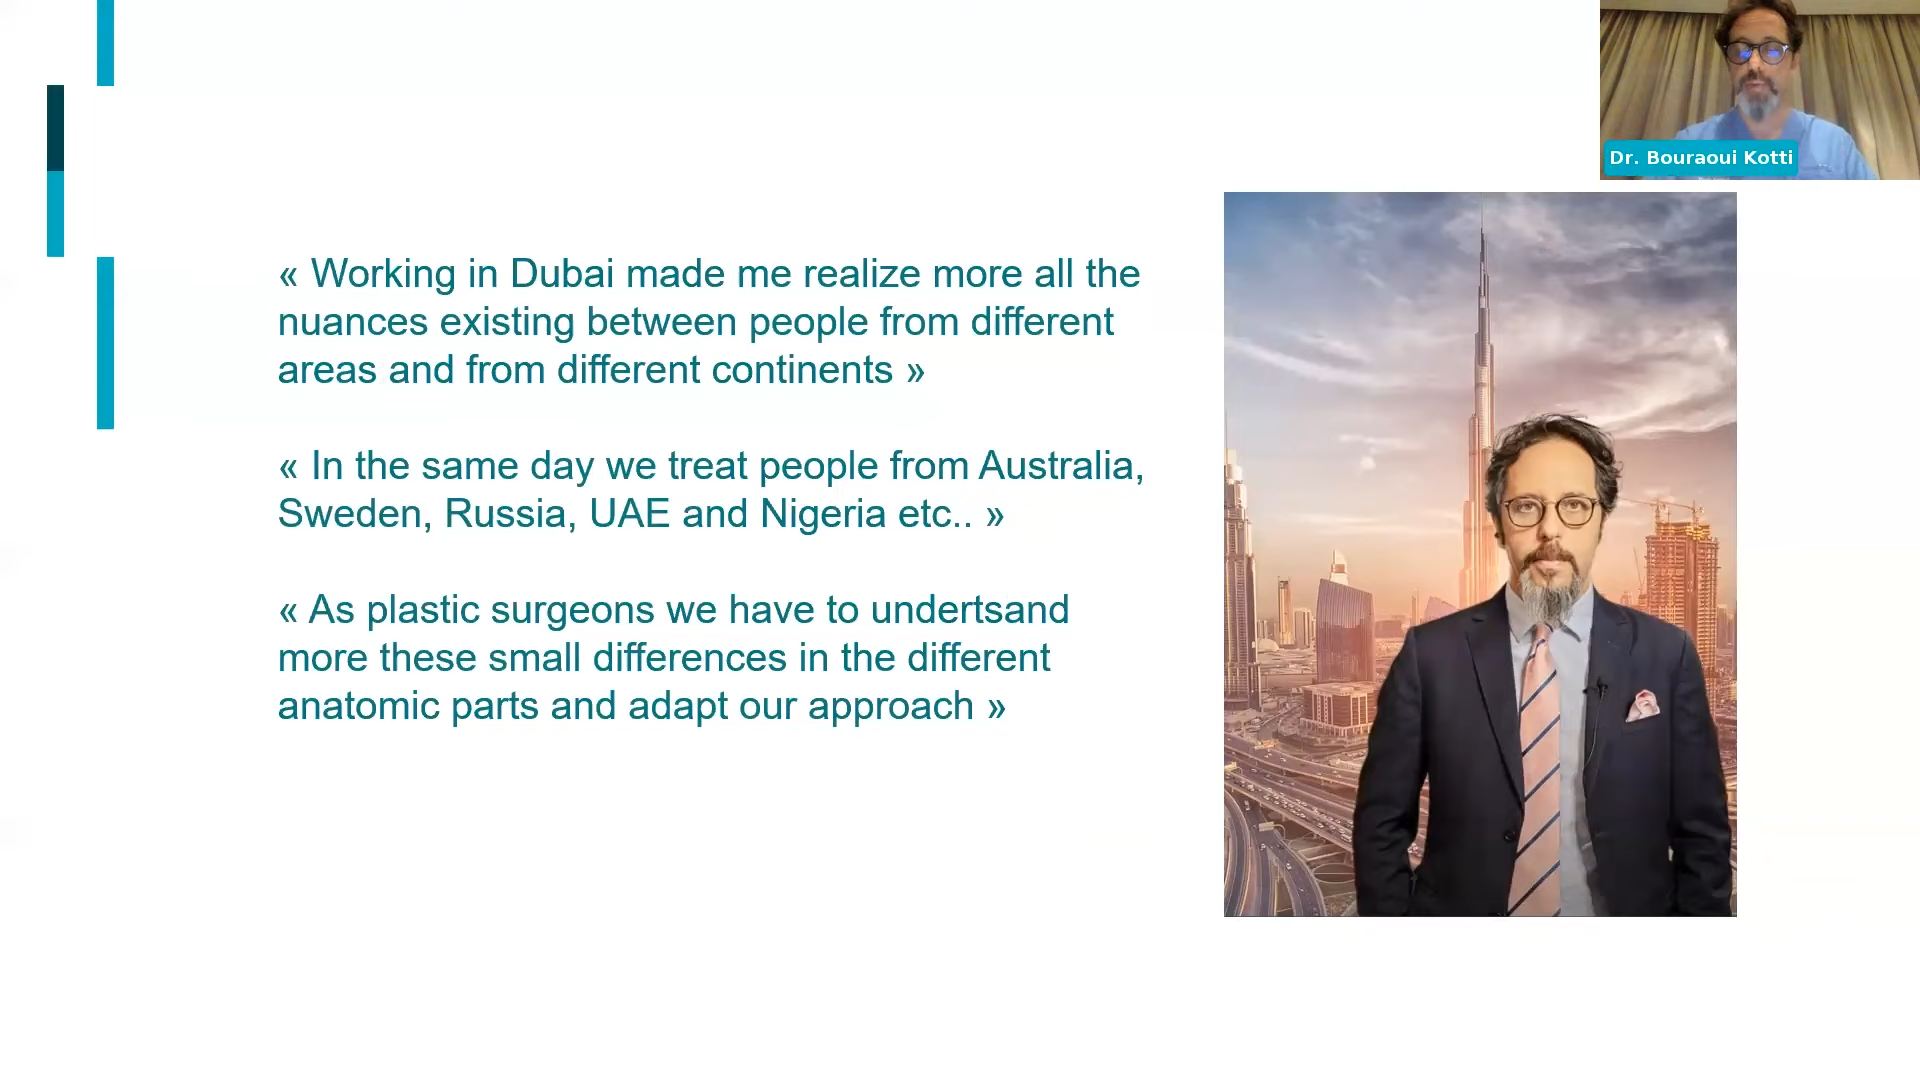 Dr. Bouraoui Kotti
« Working in Dubai made me realize more all the
nuances existing between people from different
areas and from different continents »
« In the same day we treat people from Australia,
Sweden, Russia, UAE and Nigeria etc.. »
« As plastic surgeons we have to undertsand
more these small differences in the different
anatomic parts and adapt our approach »